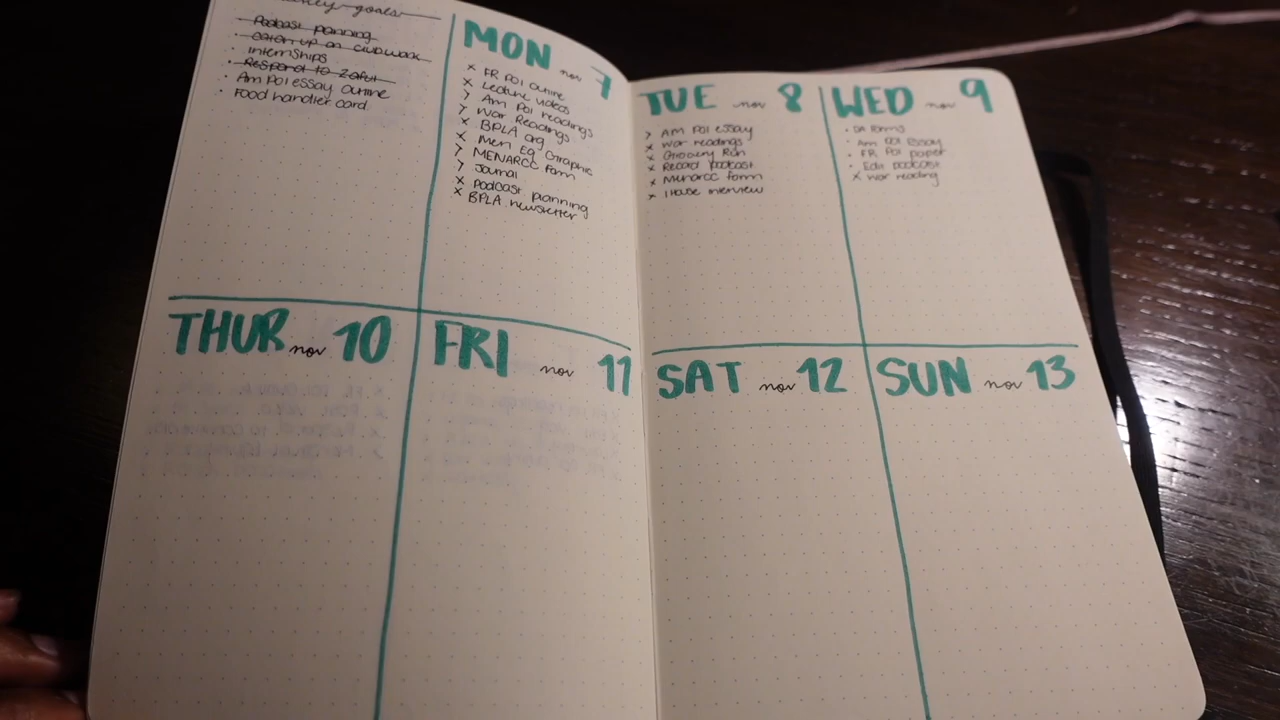 goals
• Podcast planning
• catch up on clubwork
• Internships
• Respond to Zaful
• Am Pol essay outline
• Food handler card
MON nov 7
x FR Pol outline
x Lecture videos
> Am Pol readings
> War Readings
x BPLA org
x Men Eq Graphic
> MENARCC Form
> Journal
x podcast planning
x BPLA newsletter
TUE nov 8
> Am Pol essay
x War readings
x Grocery Run
x Record Podcast
x Menarcc form
x I House interview
WED nov 9
• Forms
• Am Pol Essay
• FR Pol paper
• Edit podcast
x War reading
THUR nov 10
FRI nov 11
SAT nov 12
SUN nov 13